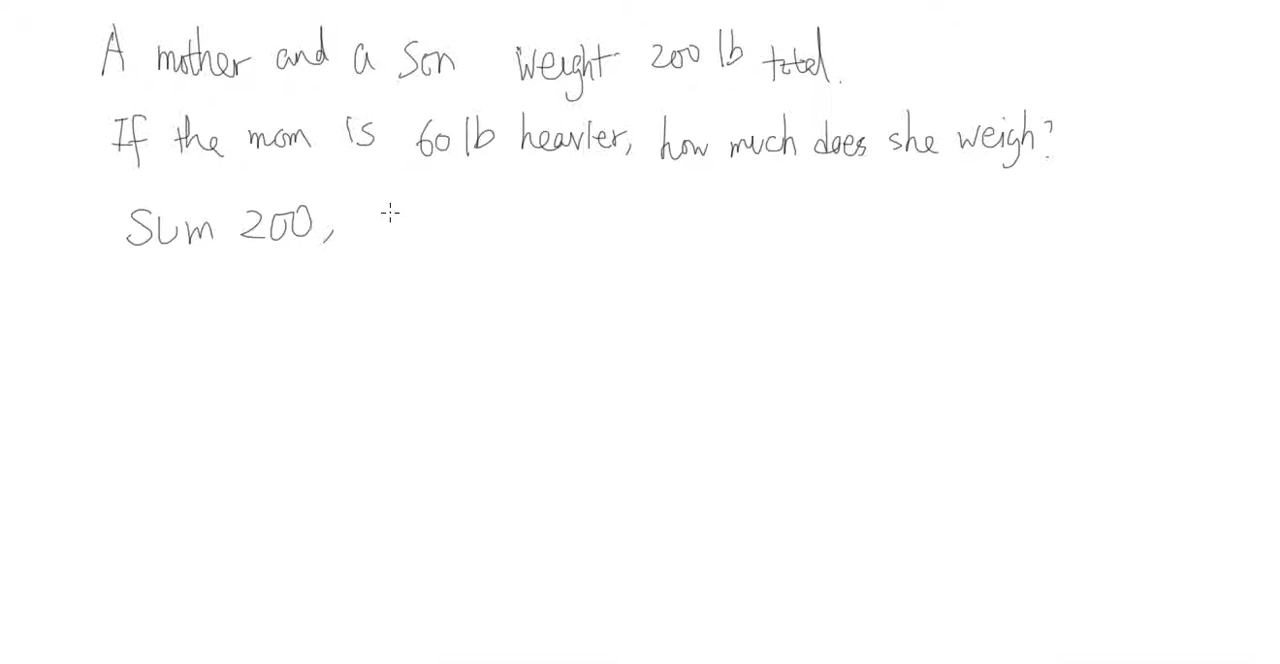 A mother and a son weight 200 lb total.
If the mom is 60 lb heavier, how much does she weigh?
Sum 200,